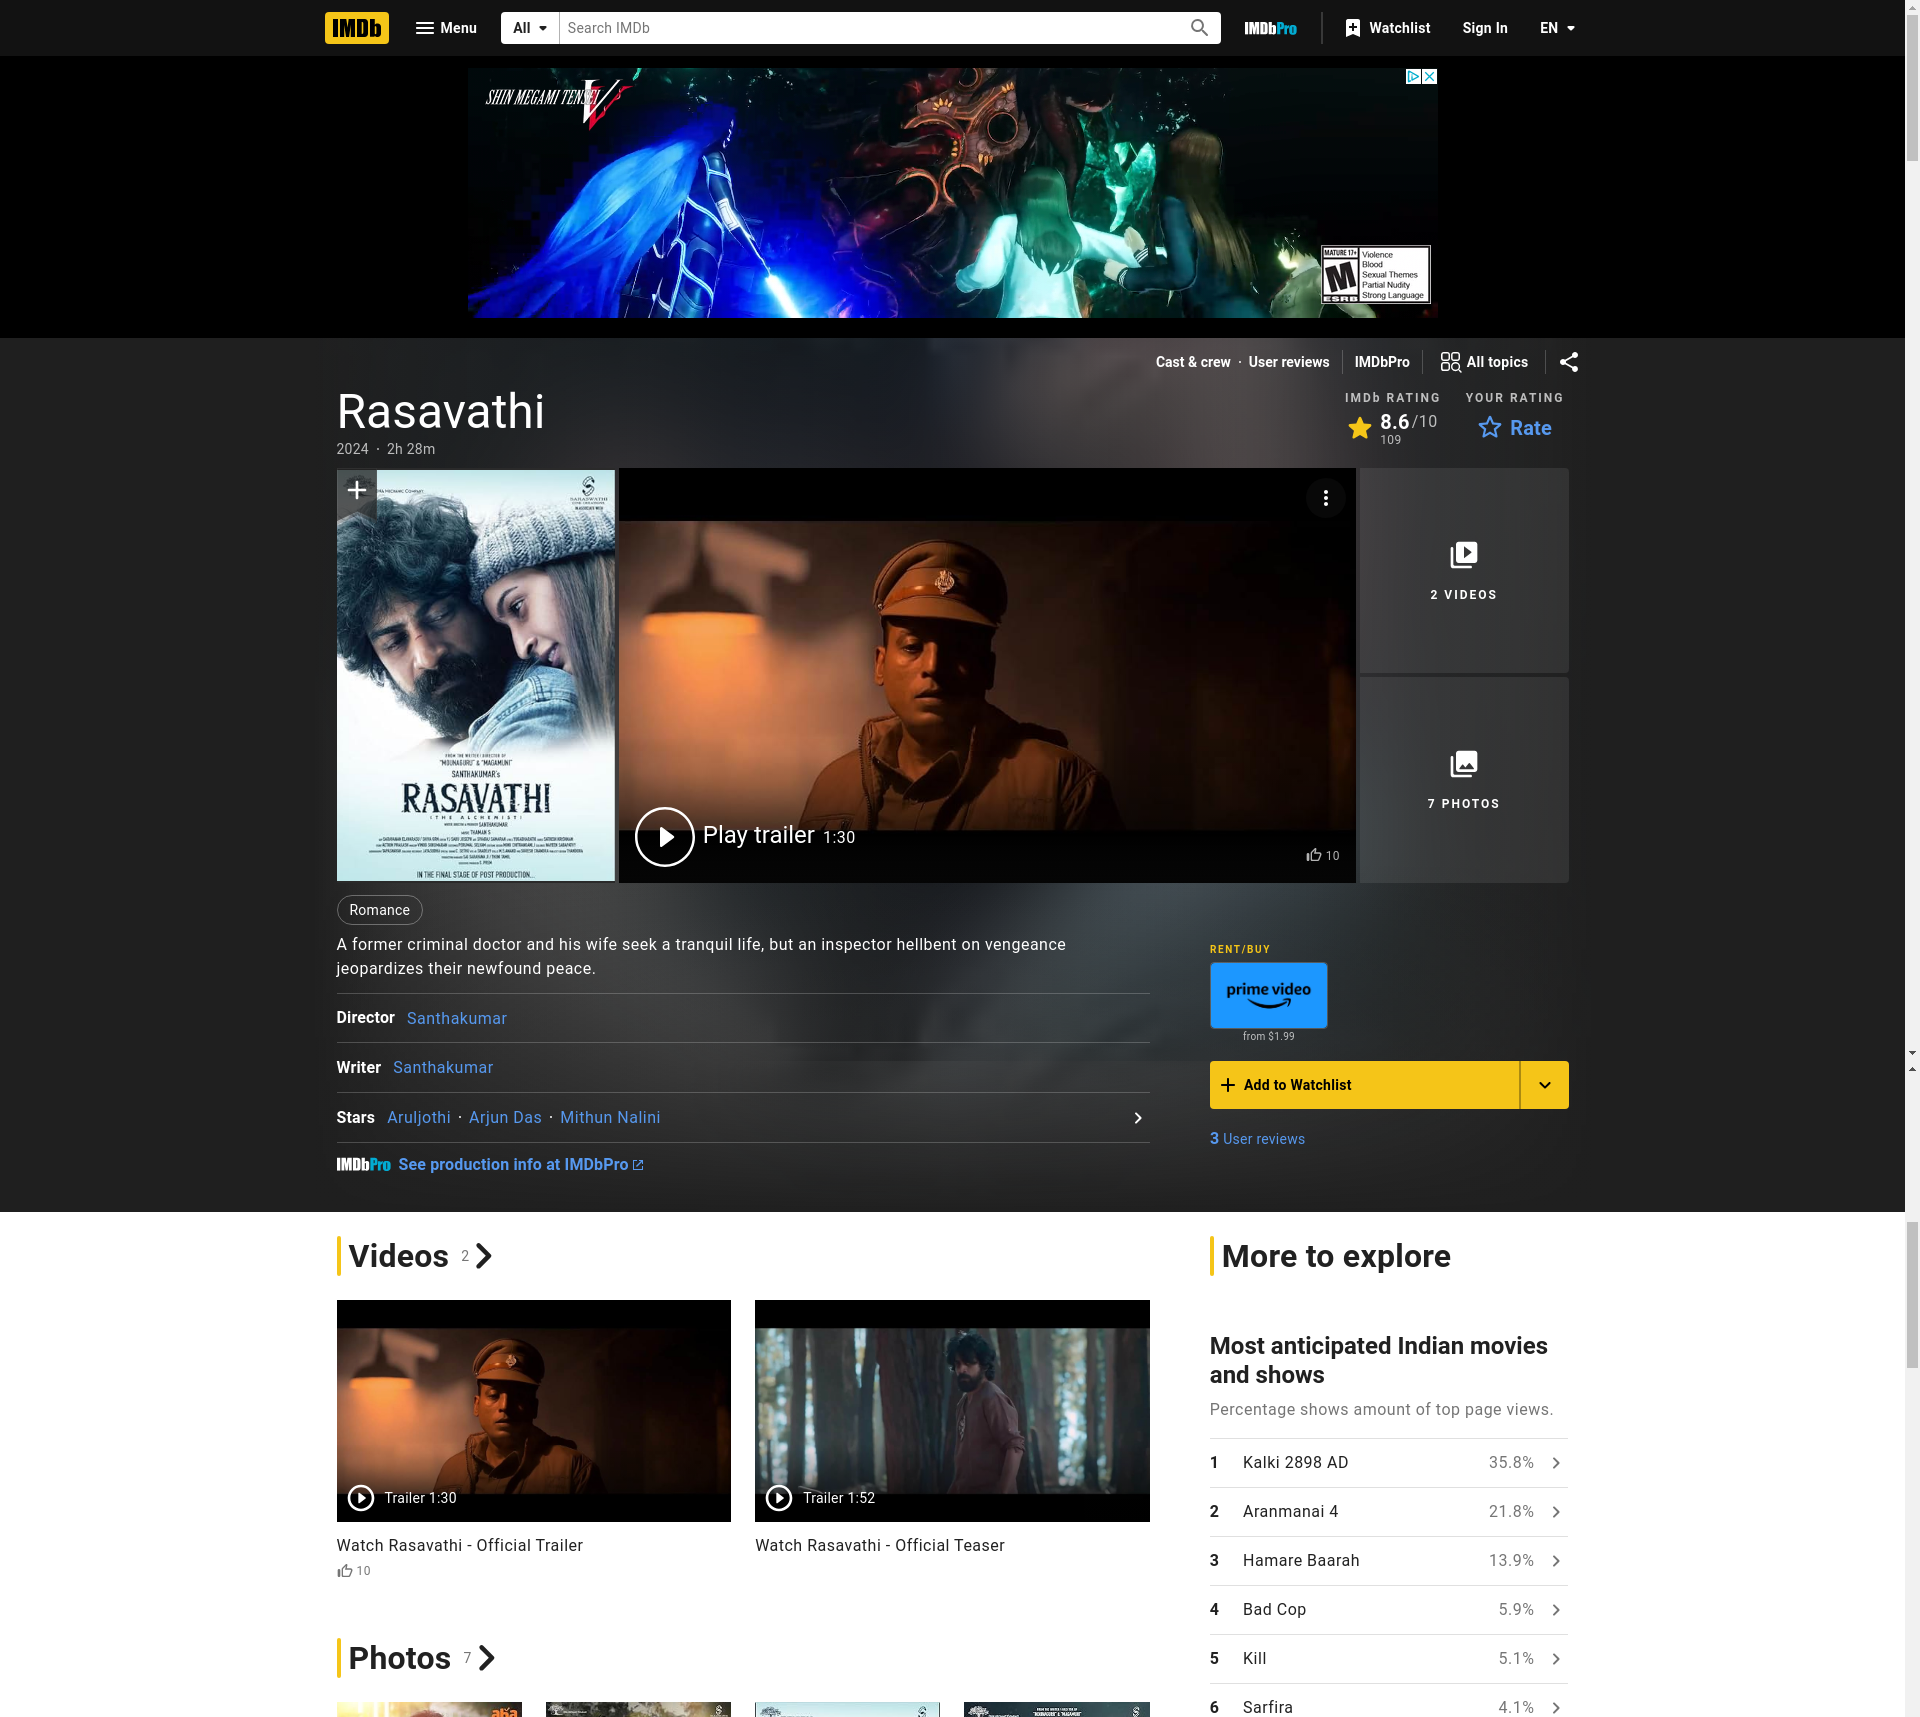 IMDb
Menu
All
Search IMDb
IMDbPro
Watchlist
Sign In
EN
SHIN MEGAMI TENSEI V
MATURE 17+
M
ESRB
Violence
Blood
Sexual Themes
Partial Nudity
Strong Language
Cast & crew · User reviews
IMDbPro
All topics
Rasavathi
2024 · 2h 28m
IMDb RATING
8.6/10
109
YOUR RATING
Rate
FROM THE WRITER / DIRECTOR OF
"MOUNAGURU" & "MAGAMUNI"
SANTHAKUMAR's
RASAVATHI
(THE ALCHEMIST)
IN THE FINAL STAGE OF POST PRODUCTION...
Play trailer 1:30
10
2 VIDEOS
7 PHOTOS
Romance
A former criminal doctor and his wife seek a tranquil life, but an inspector hellbent on vengeance
jeopardizes their newfound peace.
Director Santhakumar
Writer Santhakumar
Stars Aruljothi · Arjun Das · Mithun Nalini
IMDbPro See production info at IMDbPro
RENT/BUY
prime video
from $1.99
Add to Watchlist
3 User reviews
Videos 2
Trailer 1:30
Watch Rasavathi - Official Trailer
10
Trailer 1:52
Watch Rasavathi - Official Teaser
Photos 7
aba
More to explore
Most anticipated Indian movies
and shows
Percentage shows amount of top page views.
1 Kalki 2898 AD 35.8%
2 Aranmanai 4 21.8%
3 Hamare Baarah 13.9%
4 Bad Cop 5.9%
5 Kill 5.1%
6 Sarfira 4.1%